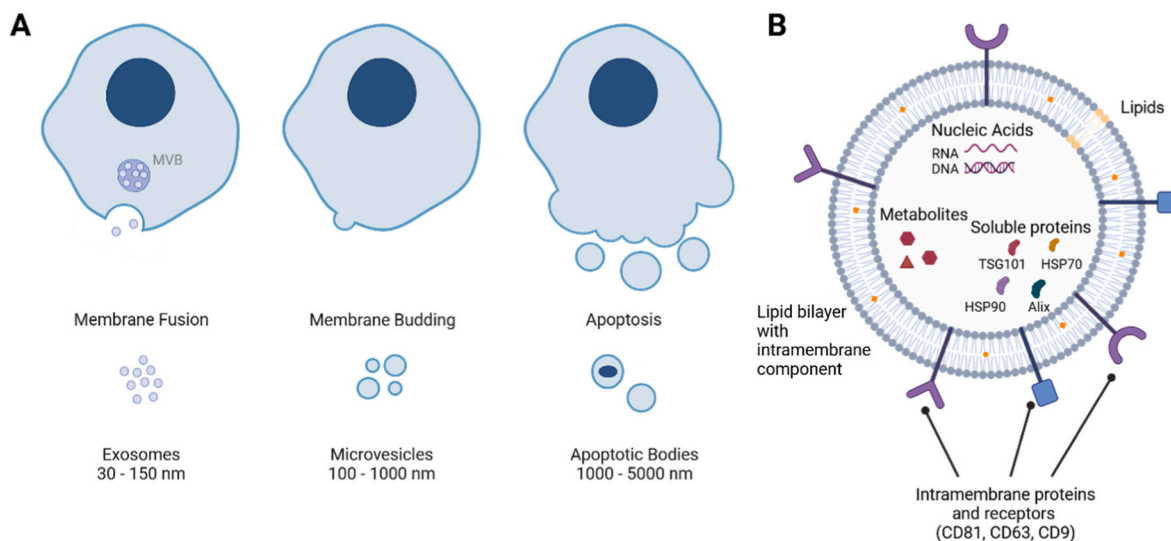 A
MVB
Membrane Fusion
Membrane Budding
Apoptosis
Exosomes
30 - 150 nm
Microvesicles
100 - 1000 nm
Apoptotic Bodies
1000 - 5000 nm
B
Lipids
Nucleic Acids
RNA
DNA
Metabolites
Soluble proteins
TSG101
HSP70
HSP90
Alix
Lipid bilayer
with
intramembrane
component
Intramembrane proteins
and receptors
(CD81, CD63, CD9)